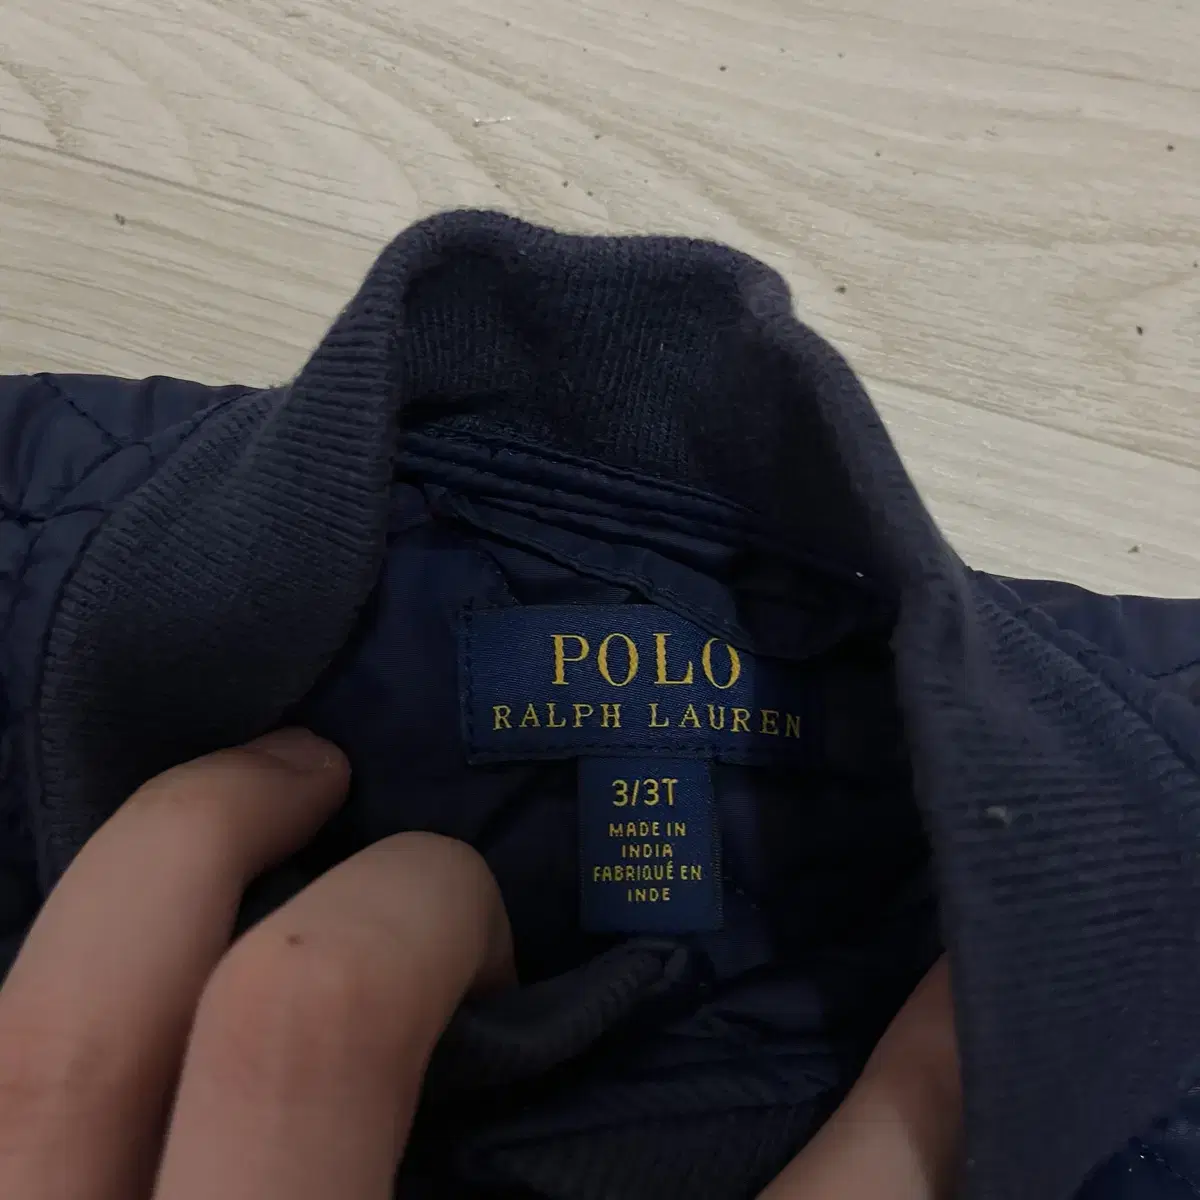 POLO
RALPH LAUREN
3/3T
MADE IN
INDIA
FABRIQUÉ EN
INDE